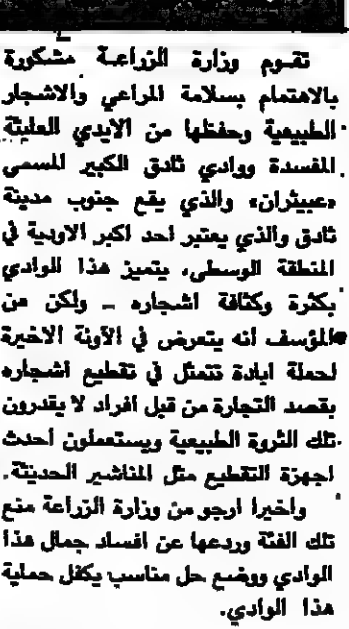 تقوم وزارة الزراعة مشكورة
بالاهتمام بسلامة المراعي والاشجار
الطبيعية وحفظها من الايدي العابثة
المفسدة ووادي ثادق الكبير المسمى
«عبيثران» والذي يقع جنوب مدينة
ثادق والذي يعتبر احد اكبر الاودية في
المنطقة الوسطى، يتميز هذا الوادي
بكثرة وكثافة اشجاره ــ ولكن من
المؤسف انه يتعرض في الآونة الاخيرة
لحملة ابادة تتمثل في تقطيع اشجاره
بقصد التجارة من قبل افراد لا يقدرون
تلك الثروة الطبيعية ويستعملون أحدث
اجهزة التقطيع مثل المناشير الحديثة.
واخيرا ارجو من وزارة الزراعة منع
تلك الفئة وردعها عن افساد جمال هذا
الوادي ووضع حل مناسب يكفل حماية
هذا الوادي.